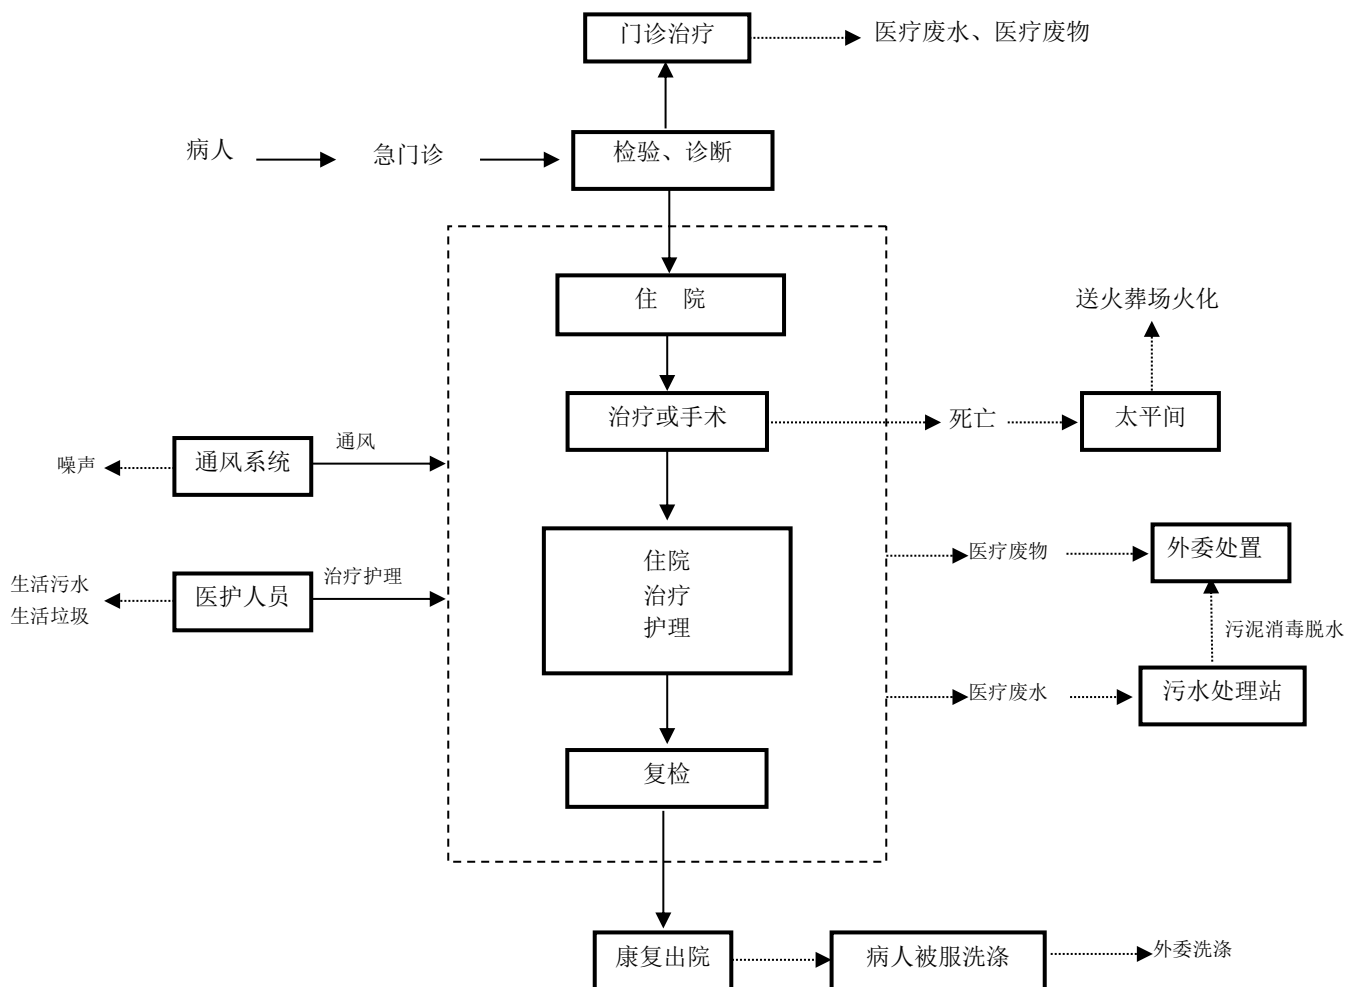 门诊治疗
医疗废水、医疗废物
病人
急门诊
检验、诊断
住 院
送火葬场火化
治疗或手术
死亡
太平间
通风
噪声
通风系统
外委处置
医疗废物
住院
治疗
护理
治疗护理
生活污水
生活垃圾
医护人员
污泥消毒脱水
医疗废水
污水处理站
复检
康复出院
病人被服洗涤
外委洗涤